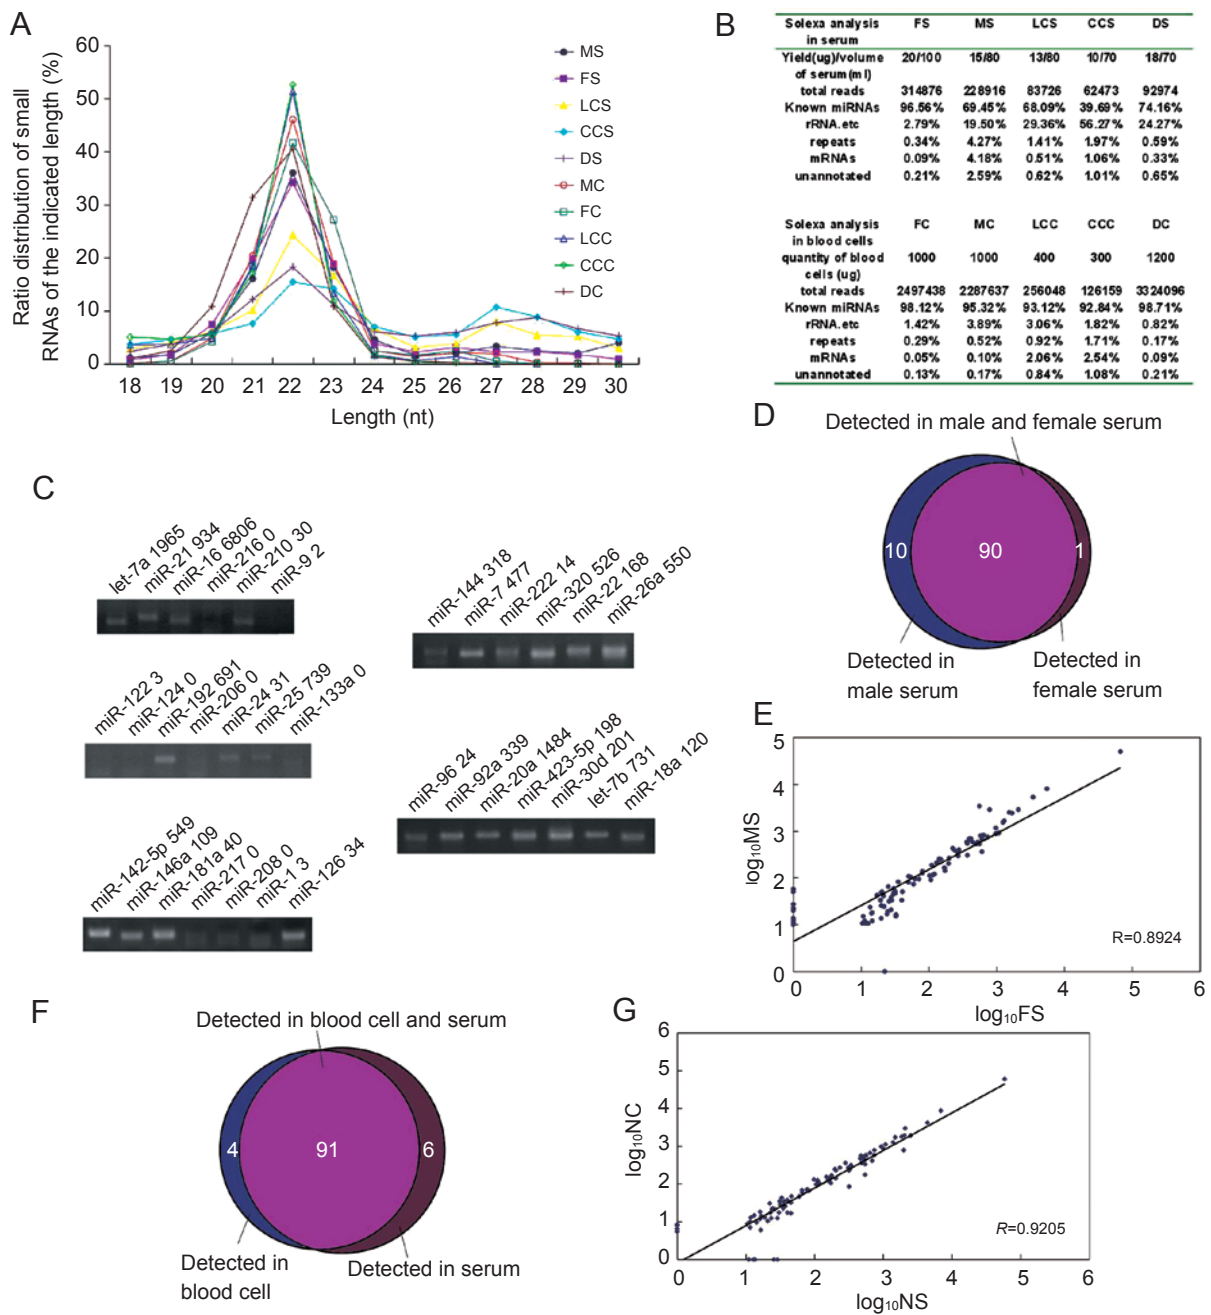 A
Ratio distribution of small
RNAs of the indicated length (%)
60
50
40
30
20
10
0
18 19 20 21 22 23 24 25 26 27 28 29 30
Length (nt)
MS
FS
LCS
CCS
DS
MC
FC
LCC
CCC
DC
B
Solexa analysis in serum FS MS LCS CCS DS
Yield(ug)/volume of serum(ml) 20/100 15/80 13/80 10/70 18/70
total reads 314876 228916 83726 62473 92974
Known miRNAs 96.56% 69.45% 68.09% 39.69% 74.16%
rRNA.etc 2.79% 19.50% 29.36% 56.27% 24.27%
repeats 0.34% 4.27% 1.41% 1.97% 0.59%
mRNAs 0.09% 4.18% 0.51% 1.06% 0.33%
unannotated 0.21% 2.59% 0.62% 1.01% 0.65%
Solexa analysis in blood cells FC MC LCC CCC DC
quantity of blood cells (ug) 1000 1000 400 300 1200
total reads 2497438 2287637 256048 126159 3324096
Known miRNAs 98.12% 95.32% 93.12% 92.84% 98.71%
rRNA.etc 1.42% 3.89% 3.06% 1.82% 0.82%
repeats 0.29% 0.52% 0.92% 1.71% 0.17%
mRNAs 0.05% 0.10% 2.06% 2.54% 0.09%
unannotated 0.13% 0.17% 0.84% 1.08% 0.21%
C
let-7a 1965
miR-21 934
miR-16 6806
miR-216 0
miR-210 30
miR-9 2
miR-144 318
miR-7 477
miR-222 14
miR-320 526
miR-22 168
miR-26a 550
miR-122 3
miR-124 0
miR-192 691
miR-206 0
miR-24 31
miR-25 739
miR-133a 0
miR-96 24
miR-92a 339
miR-20a 1484
miR-423-5p 198
miR-30d 201
let-7b 731
miR-18a 120
miR-142-5p 549
miR-146a 109
miR-181a 40
miR-217 0
miR-208 0
miR-1 3
miR-126 34
D
Detected in male and female serum
10
90
1
Detected in
male serum
Detected in
female serum
E
log₁₀MS
5
4
3
2
1
0
R=0.8924
0 1 2 3 4 5 6
log₁₀FS
F
Detected in blood cell and serum
4
91
6
Detected in
blood cell
Detected in serum
G
log₁₀NC
6
5
4
3
2
1
0
R=0.9205
0 1 2 3 4 5 6
log₁₀NS